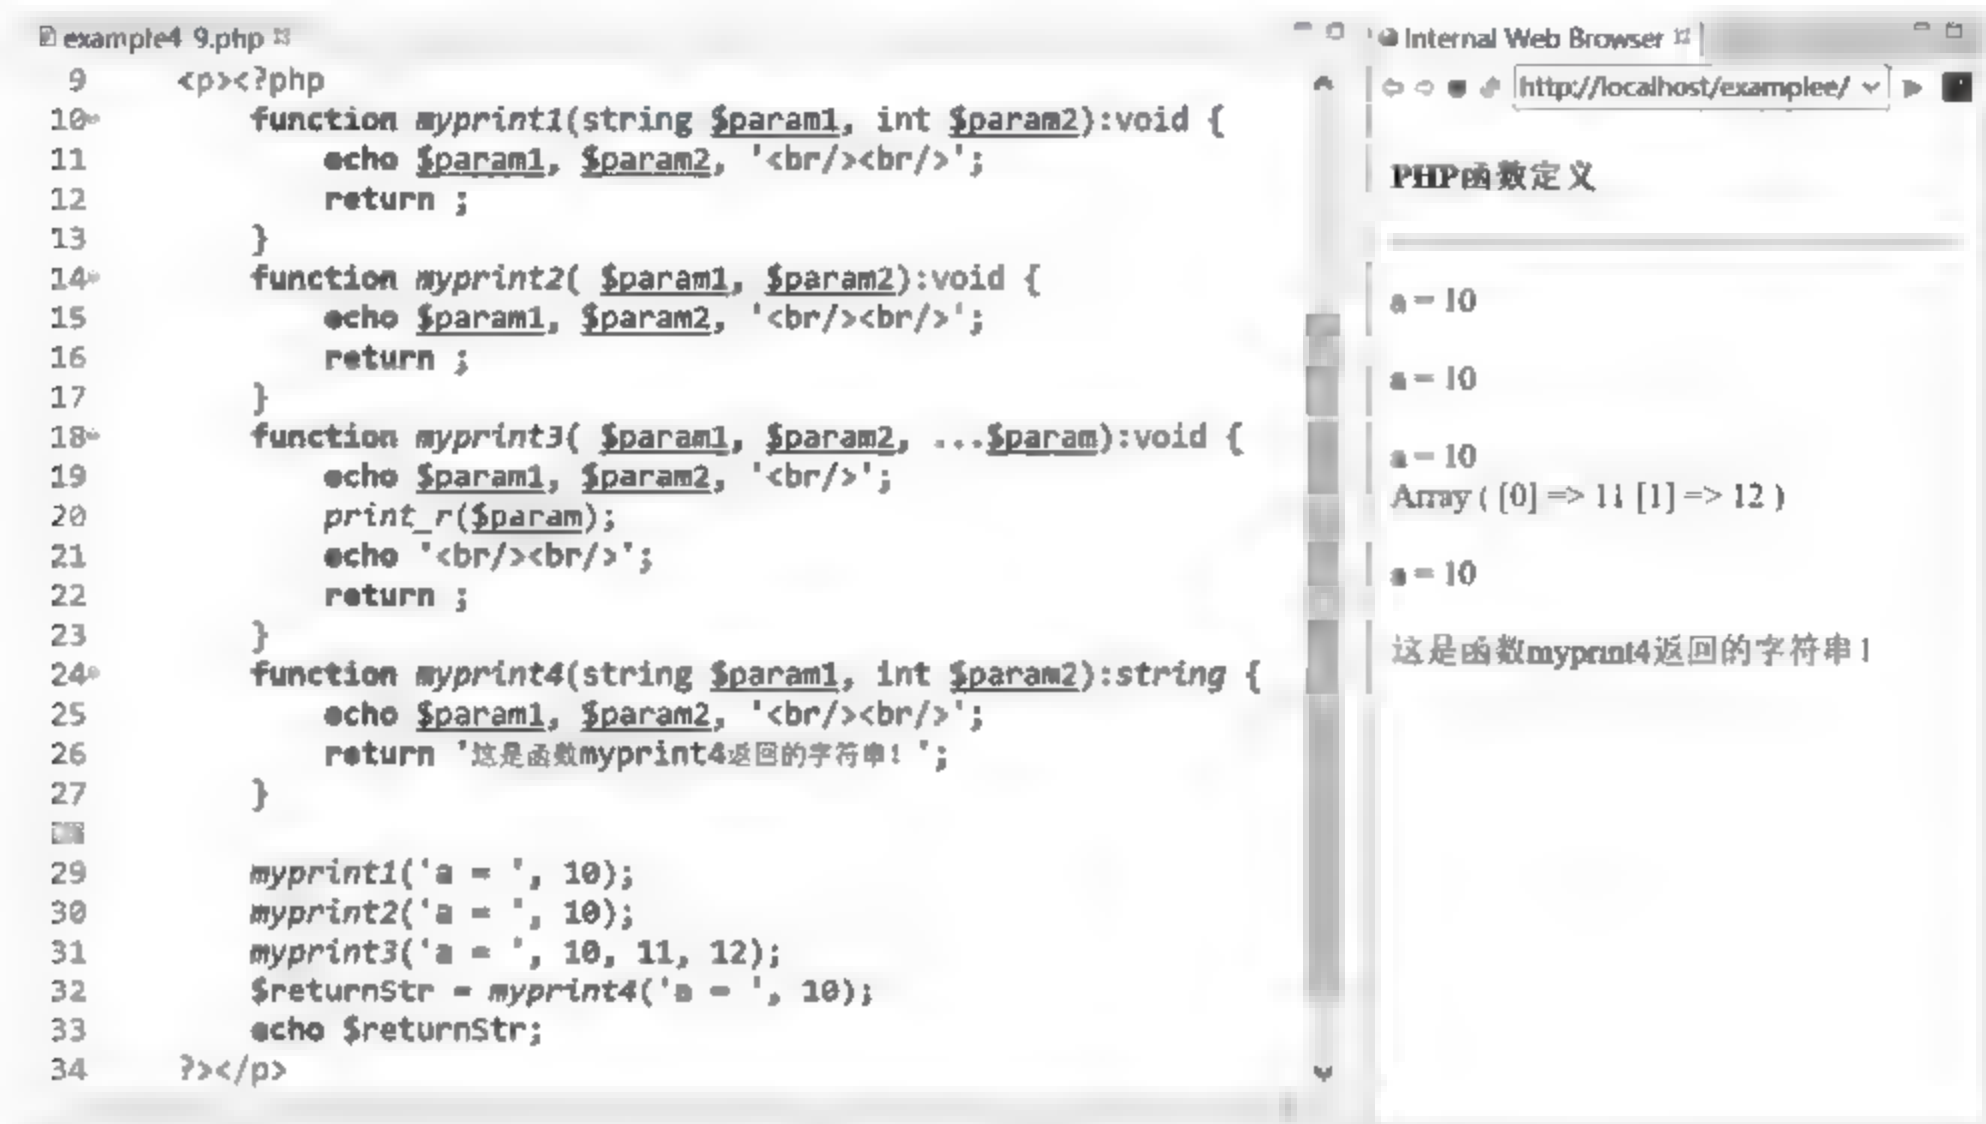 example4 9.php
9 <p><?php
10 function myprint1(string $param1, int $param2):void {
11 echo $param1, $param2, '<br/><br/>';
12 return ;
13 }
14 function myprint2( $param1, $param2):void {
15 echo $param1, $param2, '<br/><br/>';
16 return ;
17 }
18 function myprint3( $param1, $param2, ...$param):void {
19 echo $param1, $param2, '<br/>';
20 print_r($param);
21 echo '<br/><br/>';
22 return ;
23 }
24 function myprint4(string $param1, int $param2):string {
25 echo $param1, $param2, '<br/><br/>';
26 return '这是函数myprint4返回的字符串！';
27 }
29 myprint1('a = ', 10);
30 myprint2('a = ', 10);
31 myprint3('a = ', 10, 11, 12);
32 $returnStr = myprint4('a = ', 10);
33 echo $returnStr;
34 ?></p>
Internal Web Browser
http://localhost/examplee/
PHP函数定义
a = 10
a = 10
a = 10
Array ( [0] => 11 [1] => 12 )
a = 10
这是函数myprint4返回的字符串！